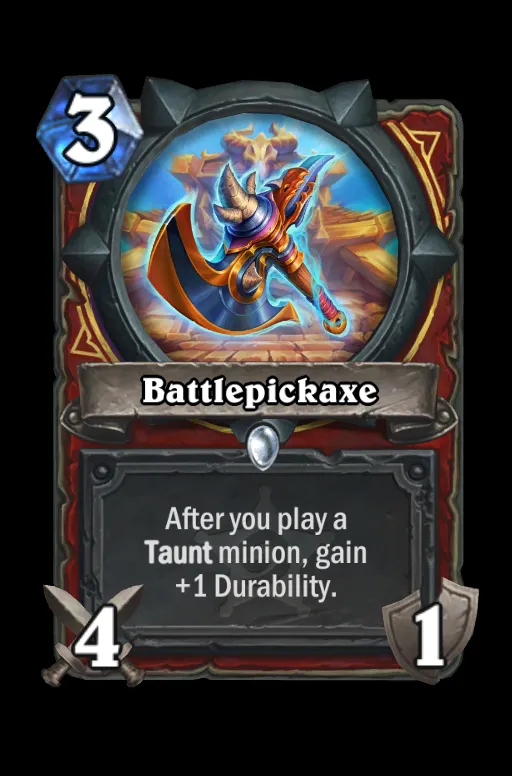 3
Battlepickaxe
After you play a
Taunt minion, gain
+1 Durability.
4
1